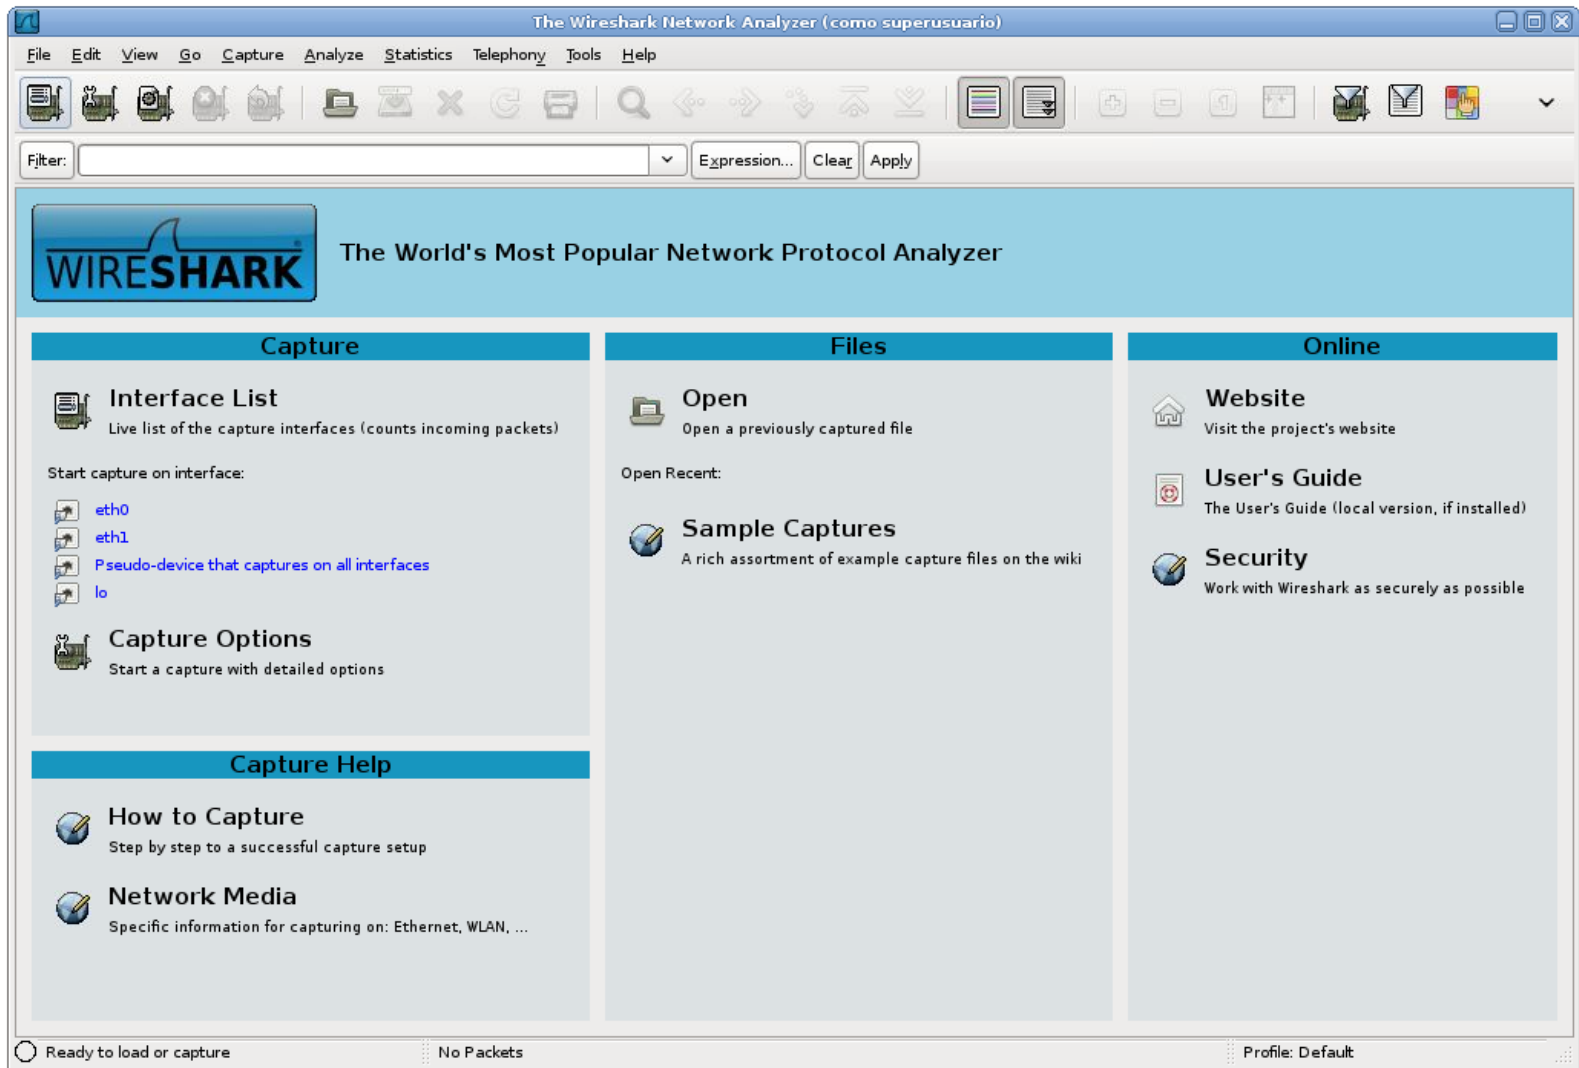 The Wireshark Network Analyzer (como superusuario)
File Edit View Go Capture Analyze Statistics Telephony Tools Help
Filter: Expression... Clear Apply
WIRESHARK
The World's Most Popular Network Protocol Analyzer
Capture
Interface List
Live list of the capture interfaces (counts incoming packets)
Start capture on interface:
eth0
eth1
Pseudo-device that captures on all interfaces
lo
Capture Options
Start a capture with detailed options
Capture Help
How to Capture
Step by step to a successful capture setup
Network Media
Specific information for capturing on: Ethernet, WLAN, ...
Files
Open
Open a previously captured file
Open Recent:
Sample Captures
A rich assortment of example capture files on the wiki
Online
Website
Visit the project's website
User's Guide
The User's Guide (local version, if installed)
Security
Work with Wireshark as securely as possible
Ready to load or capture No Packets Profile: Default